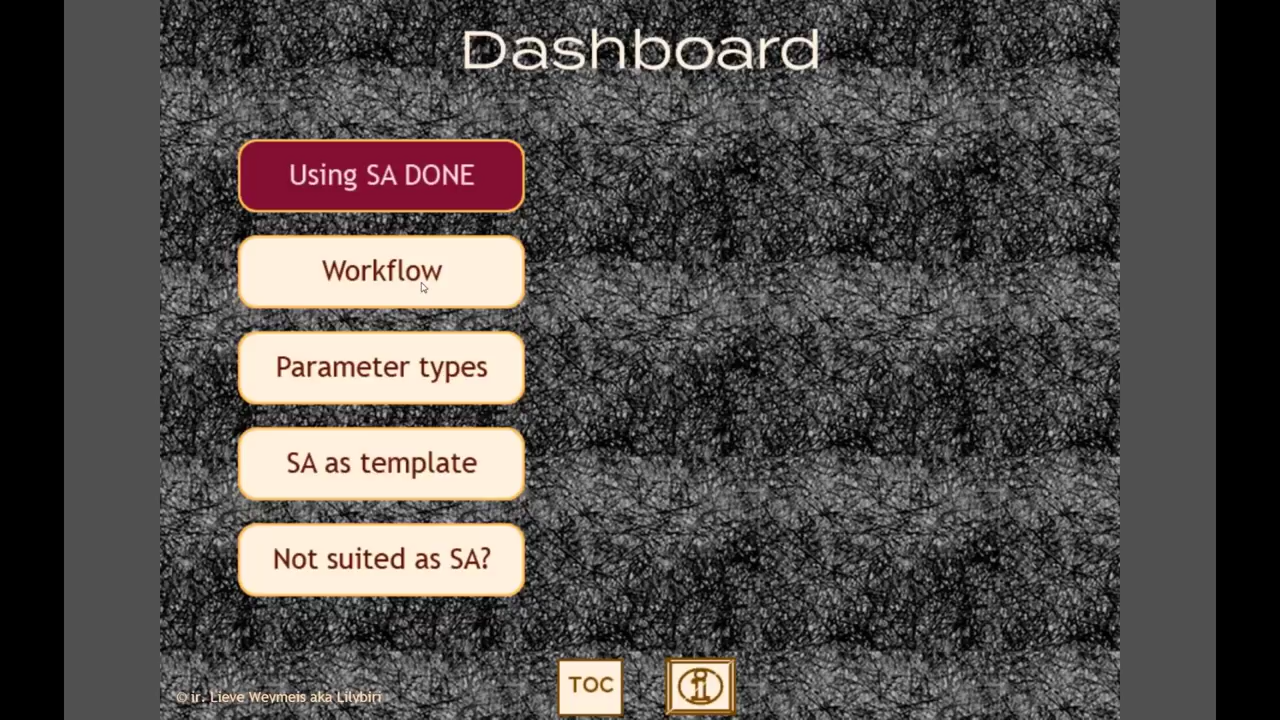 Dashboard
Using SA DONE
Workflow
Parameter types
SA as template
Not suited as SA?
TOC
i
© ir. Lieve Weymeis aka Lilybiri